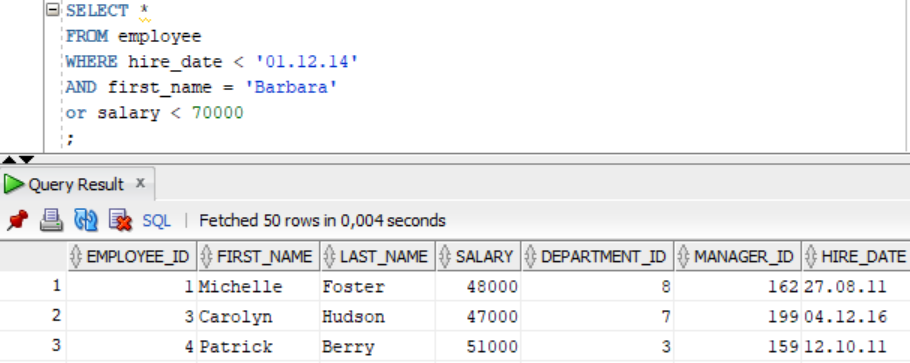 SELECT *
FROM employee
WHERE hire_date < '01.12.14'
AND first_name = 'Barbara'
or salary < 70000
;
Query Result x
SQL | Fetched 50 rows in 0,004 seconds
EMPLOYEE_ID FIRST_NAME LAST_NAME SALARY DEPARTMENT_ID MANAGER_ID HIRE_DATE
1 1 Michelle Foster 48000 8 162 27.08.11
2 3 Carolyn Hudson 47000 7 199 04.12.16
3 4 Patrick Berry 51000 3 159 12.10.11